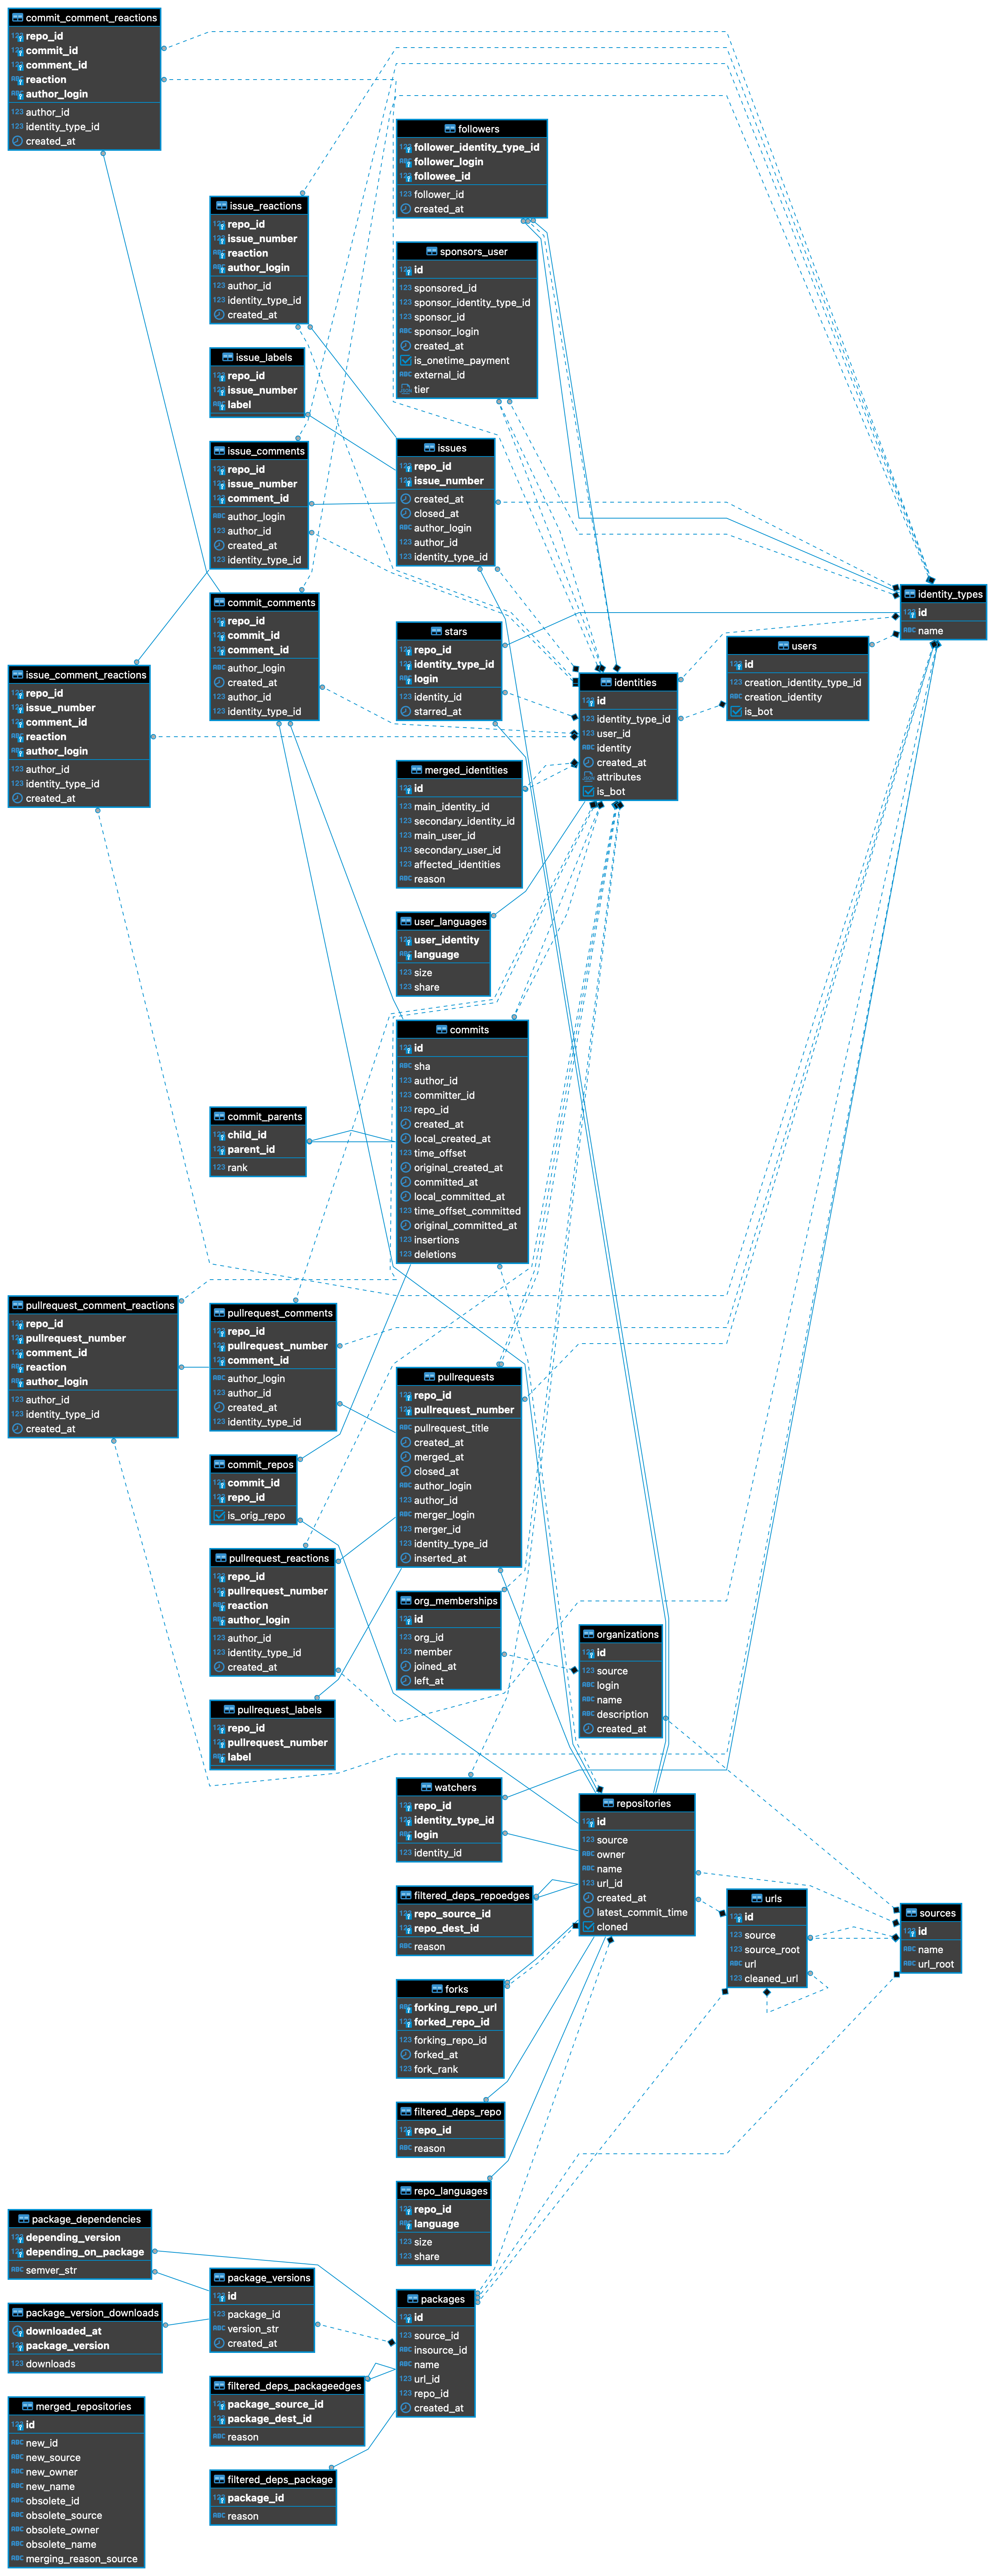 commit_comment_reactions
repo_id
commit_id
comment_id
reaction
author_login
author_id
identity_type_id
created_at
followers
follower_identity_type_id
follower_login
followee_id
follower_id
created_at
issue_reactions
repo_id
issue_number
reaction
author_login
author_id
identity_type_id
created_at
sponsors_user
id
sponsored_id
sponsor_identity_type_id
sponsor_id
sponsor_login
created_at
is_onetime_payment
external_id
tier
issue_labels
repo_id
issue_number
label
issue_comments
repo_id
issue_number
comment_id
author_login
author_id
created_at
identity_type_id
issues
repo_id
issue_number
created_at
closed_at
author_login
author_id
identity_type_id
commit_comments
repo_id
commit_id
comment_id
author_login
created_at
author_id
identity_type_id
identity_types
id
name
stars
repo_id
identity_type_id
login
identity_id
starred_at
users
id
creation_identity_type_id
creation_identity
is_bot
issue_comment_reactions
repo_id
issue_number
comment_id
reaction
author_login
author_id
identity_type_id
created_at
identities
id
identity_type_id
user_id
identity
created_at
attributes
is_bot
merged_identities
id
main_identity_id
secondary_identity_id
main_user_id
secondary_user_id
affected_identities
reason
user_languages
user_identity
language
size
share
commits
id
sha
author_id
committer_id
repo_id
created_at
local_created_at
time_offset
original_created_at
committed_at
local_committed_at
time_offset_committed
original_committed_at
insertions
deletions
commit_parents
child_id
parent_id
rank
pullrequest_comment_reactions
repo_id
pullrequest_number
comment_id
reaction
author_login
author_id
identity_type_id
created_at
pullrequest_comments
repo_id
pullrequest_number
comment_id
author_login
author_id
created_at
identity_type_id
pullrequests
repo_id
pullrequest_number
pullrequest_title
created_at
merged_at
closed_at
author_login
author_id
merger_login
merger_id
identity_type_id
inserted_at
commit_repos
commit_id
repo_id
is_orig_repo
pullrequest_reactions
repo_id
pullrequest_number
reaction
author_login
author_id
identity_type_id
created_at
org_memberships
id
org_id
member
joined_at
left_at
organizations
id
source
login
name
description
created_at
pullrequest_labels
repo_id
pullrequest_number
label
watchers
repo_id
identity_type_id
login
identity_id
repositories
id
source
owner
name
url_id
created_at
latest_commit_time
cloned
filtered_deps_repoedges
repo_source_id
repo_dest_id
reason
urls
id
source
source_root
url
cleaned_url
sources
id
name
url_root
forks
forking_repo_url
forked_repo_id
forking_repo_id
forked_at
fork_rank
filtered_deps_repo
repo_id
reason
repo_languages
repo_id
language
size
share
package_dependencies
depending_version
depending_on_package
semver_str
package_versions
id
package_id
version_str
created_at
packages
id
source_id
insource_id
name
url_id
repo_id
created_at
package_version_downloads
downloaded_at
package_version
downloads
filtered_deps_packageedges
package_source_id
package_dest_id
reason
merged_repositories
id
new_id
new_source
new_owner
new_name
obsolete_id
obsolete_source
obsolete_owner
obsolete_name
merging_reason_source
filtered_deps_package
package_id
reason